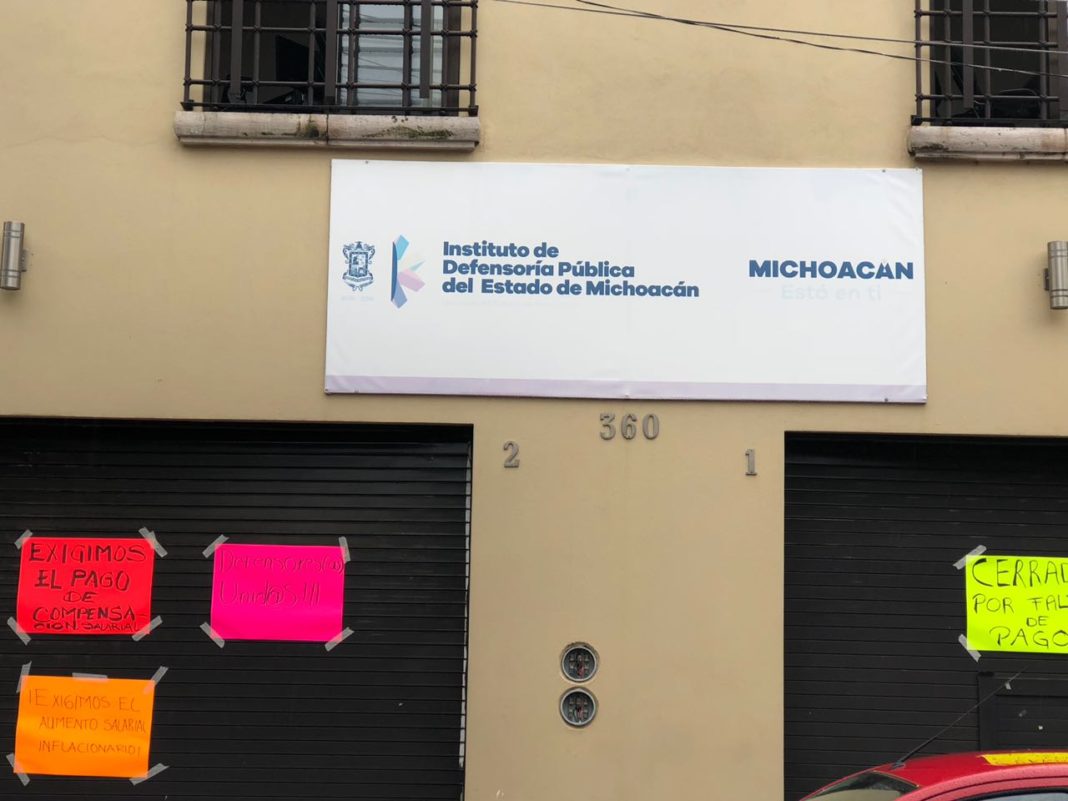 Instituto de
Defensoría Pública
del Estado de Michoacán
MICHOACÁN
Está en ti
360
2
1
EXIGIMOS
EL PAGO
DE
COMPENSA-
CIÓN SALARIAL
Defensores(as)
Unid@s !!!
¡EXIGIMOS EL
AUMENTO SALARIAL
INFLACIONARIO!
CERRAD
POR FAL
DE
PAGO